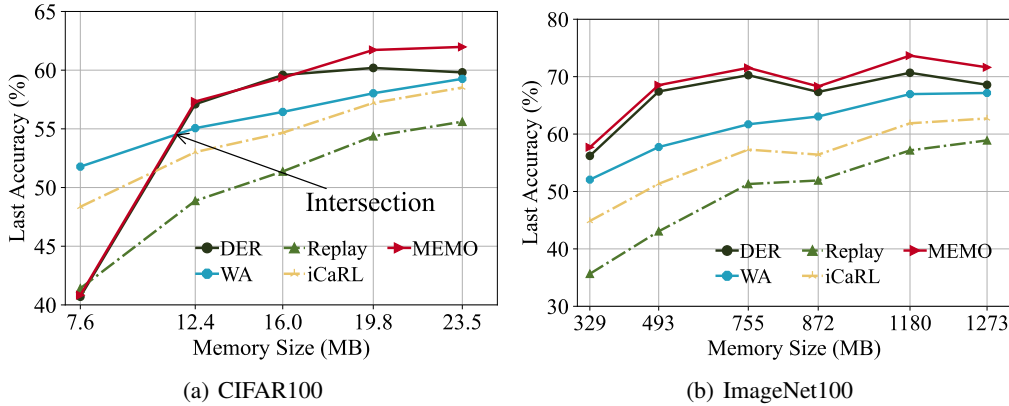 65
60
55
50
45
40
Last Accuracy (%)
Intersection
DER
Replay
MEMO
WA
iCaRL
7.6
12.4
16.0
19.8
23.5
Memory Size (MB)
(a) CIFAR100
80
70
60
50
40
30
Last Accuracy (%)
DER
Replay
MEMO
WA
iCaRL
329
493
755
872
1180
1273
Memory Size (MB)
(b) ImageNet100